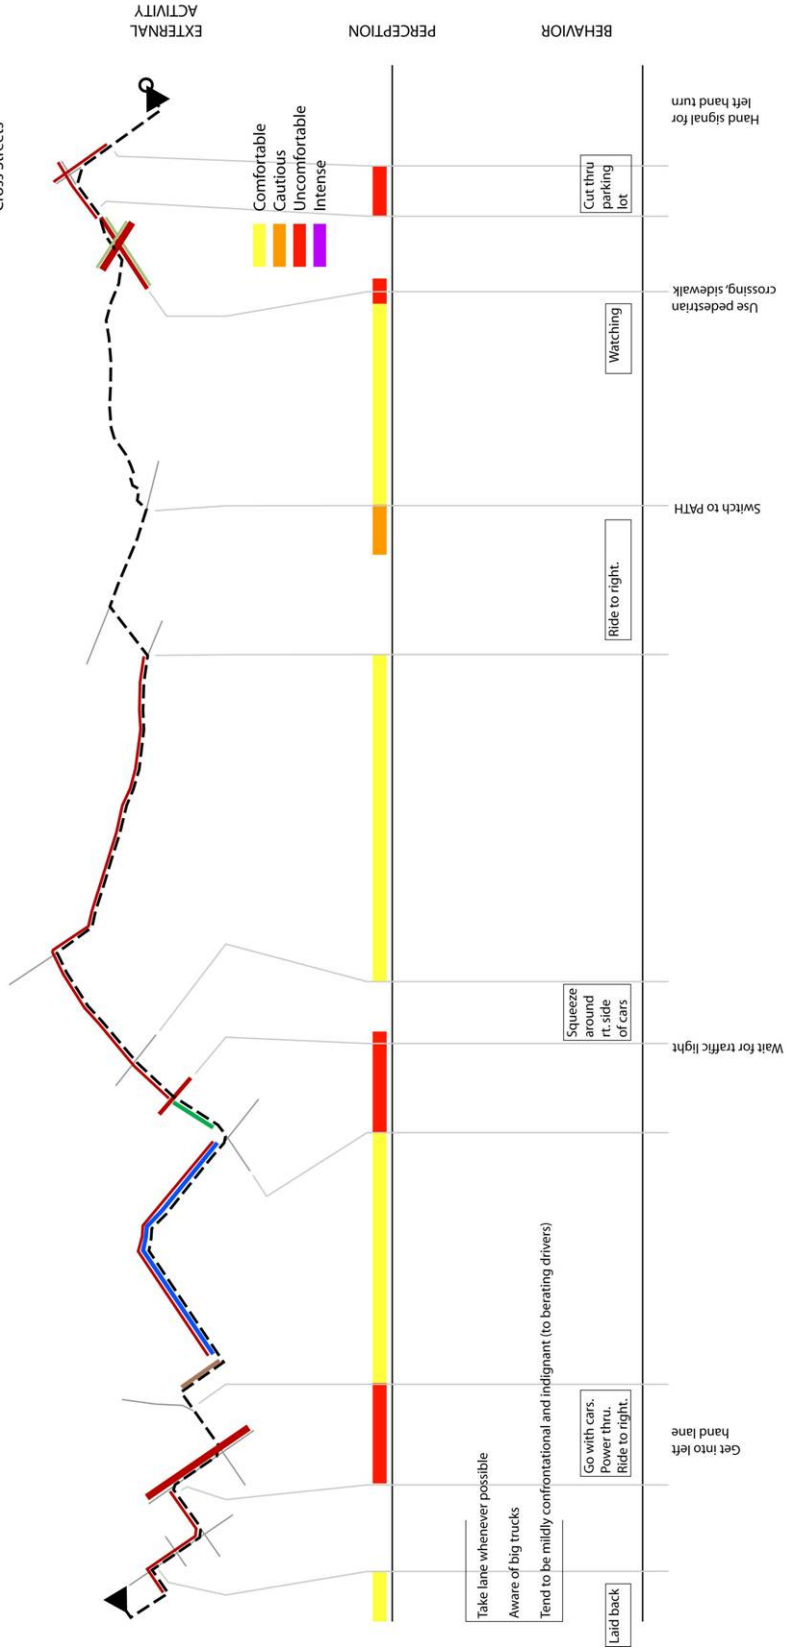 Cross Streets
EXTERNAL
ACTIVITY
PERCEPTION
BEHAVIOR
Comfortable
Cautious
Uncomfortable
Intense
Hand signal for
left hand turn
Cut thru
parking
lot
Use pedestrian
crossing, sidewalk
Watching
Switch to PATH
Ride to right.
Squeeze
around
rt. side
of cars
Wait for traffic light
Go with cars.
Power thru.
Ride to right.
Get into left
hand lane
Take lane whenever possible
Aware of big trucks
Tend to be mildly confrontational and indignant (to berating drivers)
Laid back